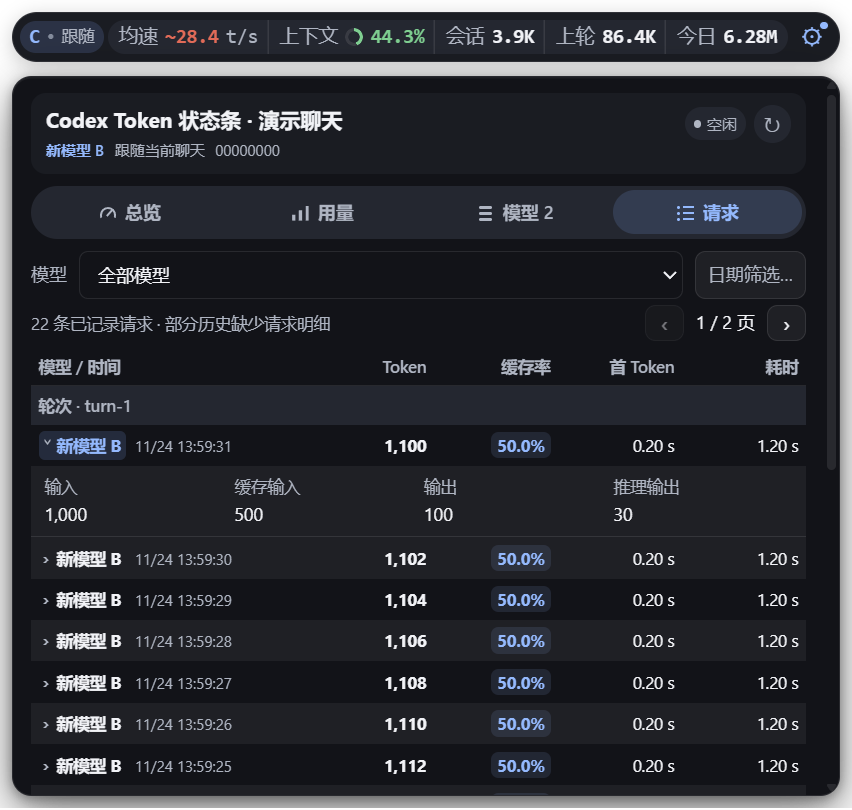 C • 跟随 均速 ~28.4 t/s 上下文 44.3% 会话 3.9K 上轮 86.4K 今日 6.28M
Codex Token 状态条 · 演示聊天
新模型 B 跟随当前聊天 00000000
空闲
总览 用量 模型 2 请求
模型 全部模型 日期筛选...
22 条已记录请求 · 部分历史缺少请求明细 ‹ 1 / 2 页 ›
模型 / 时间 Token 缓存率 首 Token 耗时
轮次 · turn-1
新模型 B 11/24 13:59:31 1,100 50.0% 0.20 s 1.20 s
输入 缓存输入 输出 推理输出
1,000 500 100 30
› 新模型 B 11/24 13:59:30 1,102 50.0% 0.20 s 1.20 s
› 新模型 B 11/24 13:59:29 1,104 50.0% 0.20 s 1.20 s
› 新模型 B 11/24 13:59:28 1,106 50.0% 0.20 s 1.20 s
› 新模型 B 11/24 13:59:27 1,108 50.0% 0.20 s 1.20 s
› 新模型 B 11/24 13:59:26 1,110 50.0% 0.20 s 1.20 s
› 新模型 B 11/24 13:59:25 1,112 50.0% 0.20 s 1.20 s